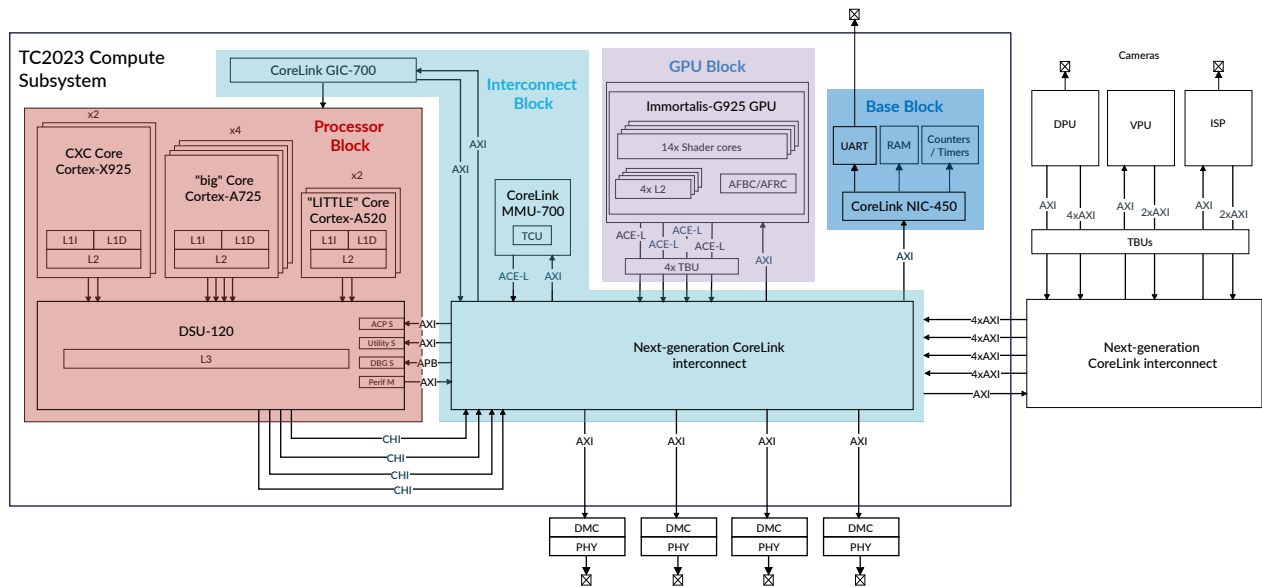 TC2023 Compute
Subsystem
CoreLink GIC-700
Interconnect
Block
Processor
Block
x2
CXC Core
Cortex-X925
L1I
L1D
L2
x4
"big" Core
Cortex-A725
L1I
L1D
L2
x2
"LITTLE" Core
Cortex-A520
L1I
L1D
L2
DSU-120
L3
ACP S
Utility S
DBG S
Perif M
AXI
AXI
APB
AXI
AXI
AXI
CoreLink
MMU-700
TCU
ACE-L
AXI
GPU Block
Immortalis-G925 GPU
14x Shader cores
4x L2
AFBC/AFRC
ACE-L
ACE-L
ACE-L
ACE-L
AXI
4x TBU
Base Block
UART
RAM
Counters
/ Timers
CoreLink NIC-450
AXI
Next-generation CoreLink
interconnect
CHI
CHI
CHI
CHI
AXI
AXI
AXI
AXI
DMC
PHY
DMC
PHY
DMC
PHY
DMC
PHY
4xAXI
4xAXI
4xAXI
4xAXI
AXI
Cameras
DPU
VPU
ISP
AXI
4xAXI
AXI
2xAXI
AXI
2xAXI
TBUs
Next-generation
CoreLink interconnect